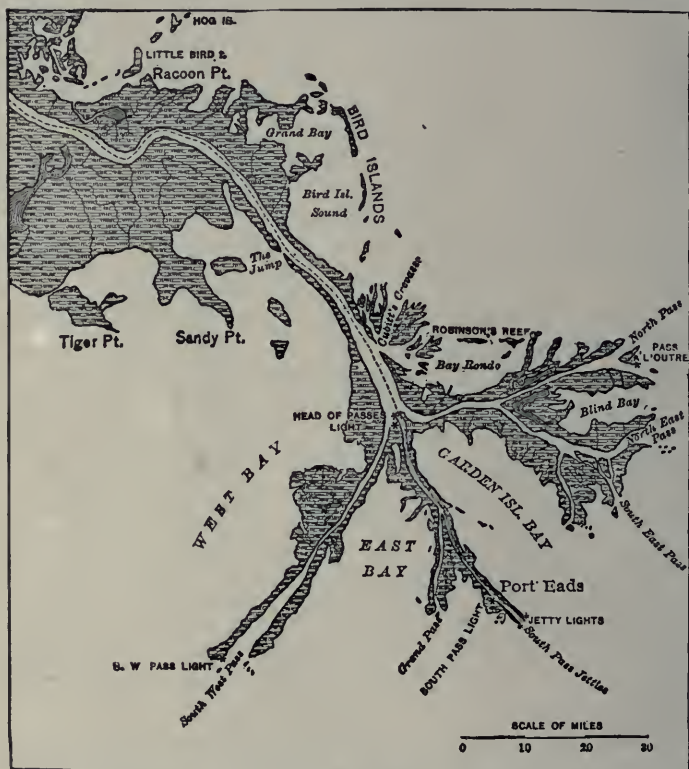 HOG IS.
LITTLE BIRD I.
Racoon Pt.
Grand Bay
BIRD ISLANDS
Bird Isl.
Sound
The
Jump
Cubitt's Crevasse
Tiger Pt.
Sandy Pt.
ROBINSON'S REEF
North Pass
PASS
L'OUTRE
Bay Rondo
Blind Bay
HEAD OF PASSES
LIGHT
North East
Pass
WEST BAY
GARDEN ISL. BAY
EAST
BAY
South East Pass
Port Eads
JETTY LIGHTS
Grand Pass
SOUTH PASS LIGHT
South Pass Jetties
S. W PASS LIGHT
South West Pass
SCALE OF MILES
0 10 20 30